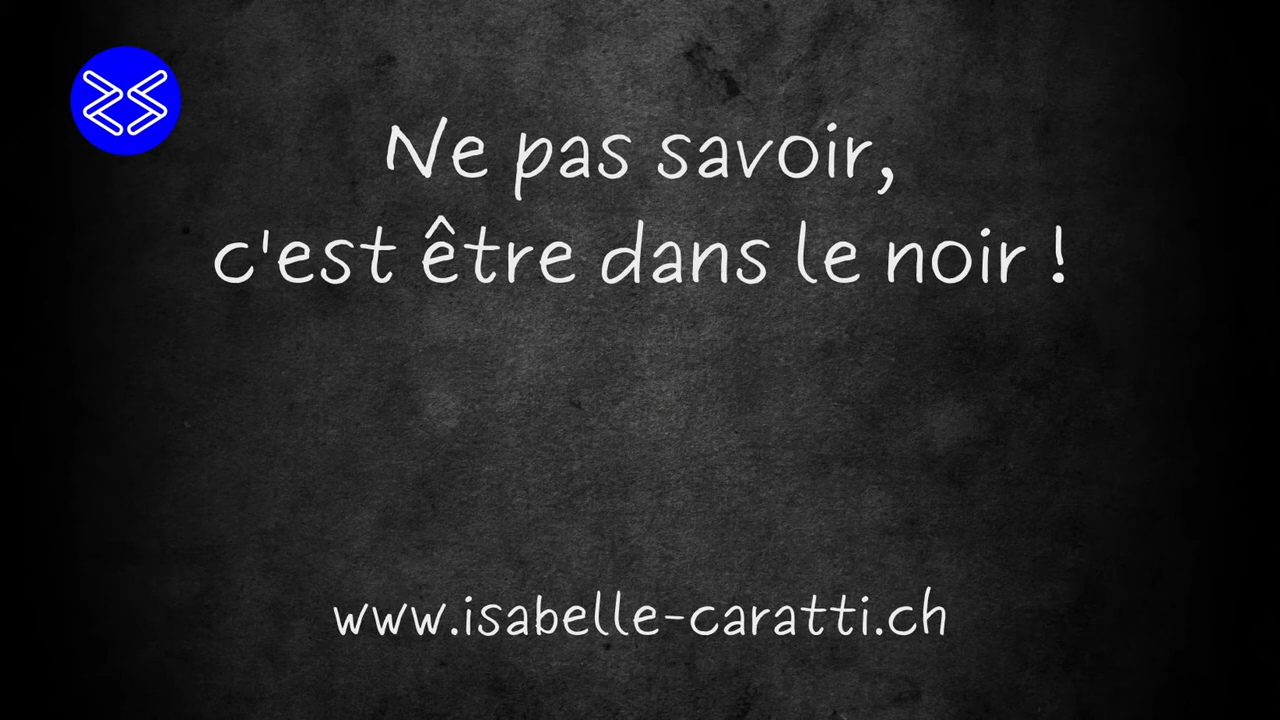 Ne pas savoir,
c'est être dans le noir !
www.isabelle-caratti.ch